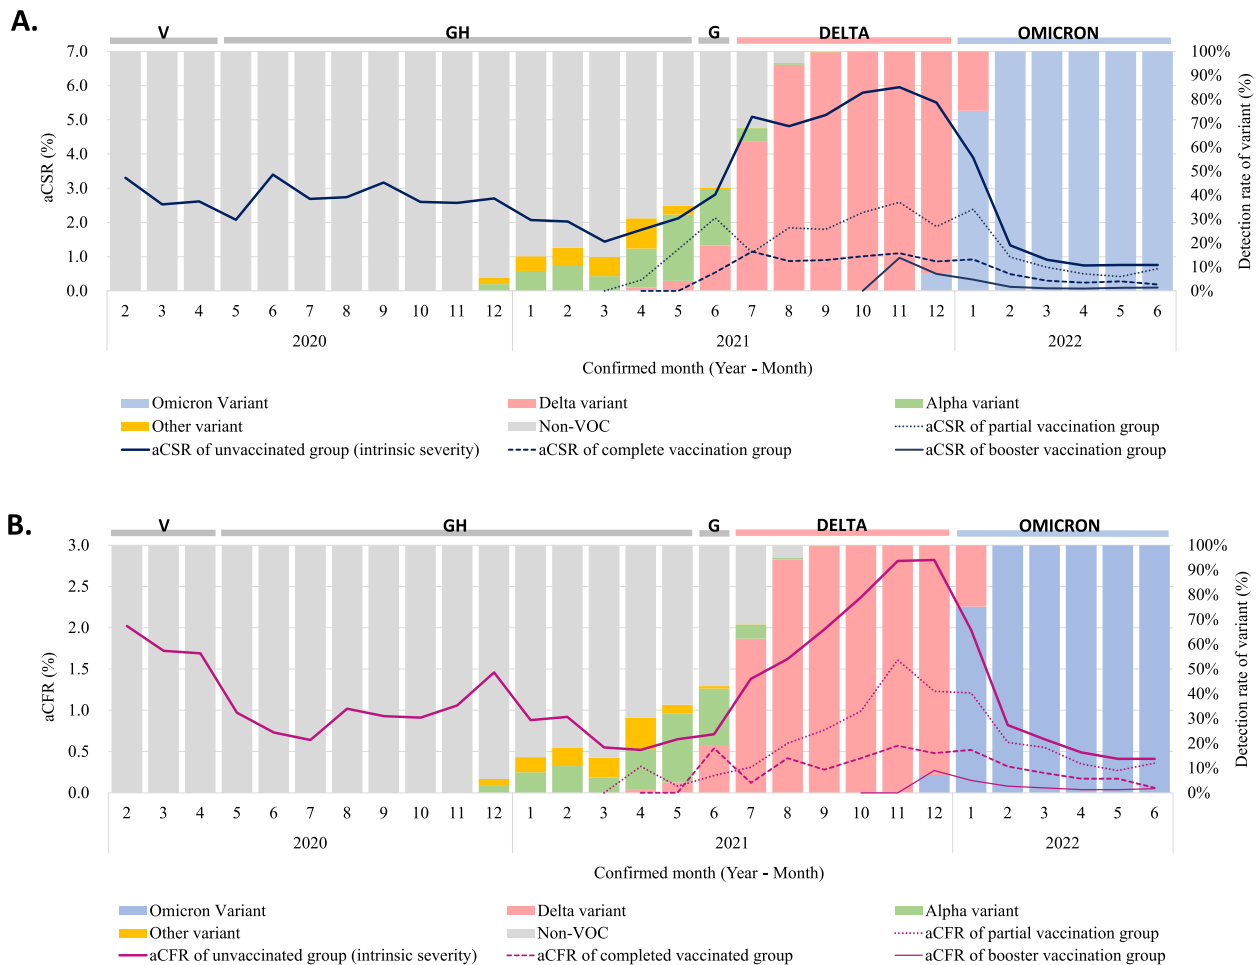 A.
V GH G DELTA OMICRON
7.0 100%
90%
6.0
80%
5.0 70%
60%
4.0
50%
3.0 40%
2.0 30%
20%
1.0
10%
0.0 0%
aCSR (%)
Detection rate of variant (%)
2 3 4 5 6 7 8 9 10 11 12 1 2 3 4 5 6 7 8 9 10 11 12 1 2 3 4 5 6
2020 2021 2022
Confirmed month (Year - Month)
Omicron Variant Delta variant Alpha variant
Other variant Non-VOC aCSR of partial vaccination group
aCSR of unvaccinated group (intrinsic severity) aCSR of complete vaccination group aCSR of booster vaccination group
B.
V GH G DELTA OMICRON
3.0 100%
90%
2.5 80%
70%
2.0
60%
1.5 50%
40%
1.0
30%
0.5 20%
10%
0.0 0%
aCFR (%)
Detection rate of variant (%)
2 3 4 5 6 7 8 9 10 11 12 1 2 3 4 5 6 7 8 9 10 11 12 1 2 3 4 5 6
2020 2021 2022
Confirmed month (Year - Month)
Omicron Variant Delta variant Alpha variant
Other variant Non-VOC aCFR of partial vaccination group
aCFR of unvaccinated group (intrinsic severity) aCFR of completed vaccinated group aCFR of booster vaccination group